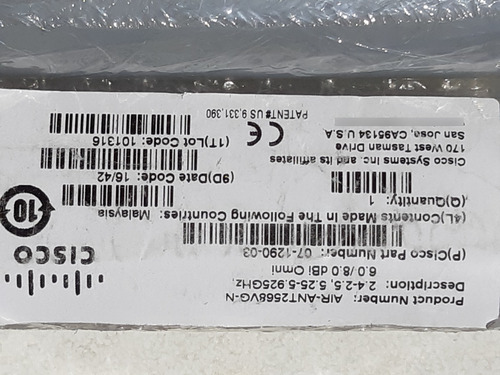 Product Number: AIR-ANT2568VG-N
Description: 2.4-2.5, 5.25-5.925GHz
6.0 /8.0 dBi Omni
CISCO
(P)Cisco Part Number: 07-1290-03
(4L)Contents Made In The Following Countries: Malaysia
10
(Q)Quantity: 1
(9D)Date Code: 16/42
Cisco Systems Inc. and its affiliates
170 West Tasman Drive
San Jose, CA95134 U.S.A
(1T)Lot Code: 101316
CE
PATENT# US 9,331,390